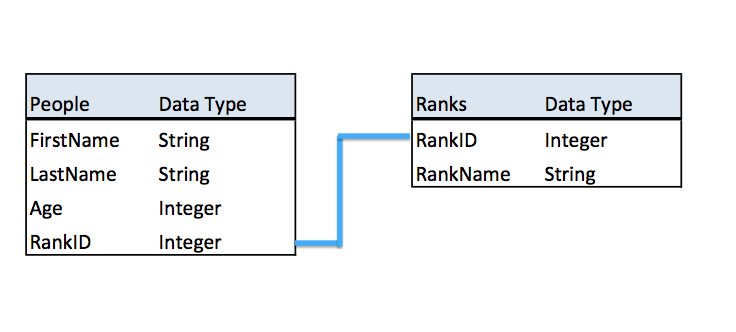 People Data Type
FirstName String
LastName String
Age Integer
RankID Integer
Ranks Data Type
RankID Integer
RankName String